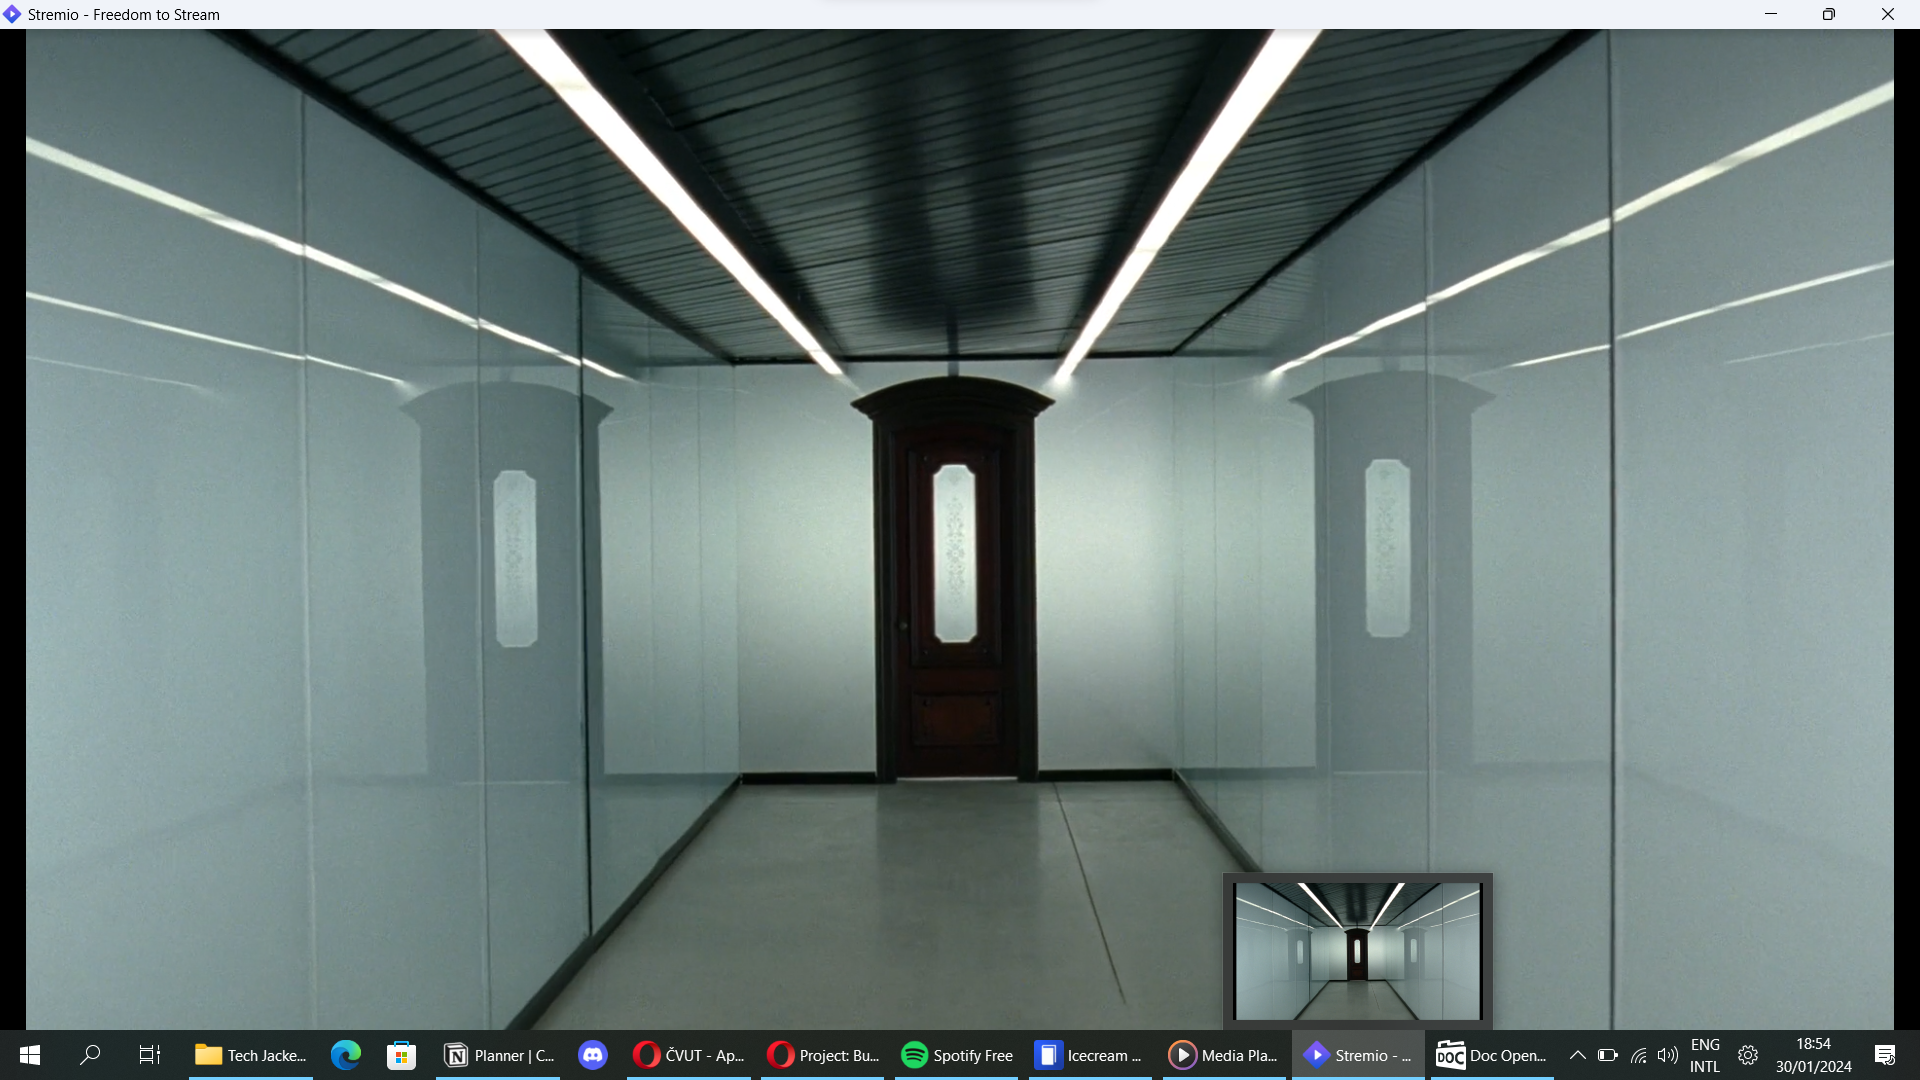 Stremio - Freedom to Stream
Tech Jacke...
Planner | C...
ČVUT - Ap...
Project: Bu...
Spotify Free
Icecream ...
Media Pla...
Stremio - ...
DOC
Doc Open...
ENG
INTL
18:54
30/01/2024